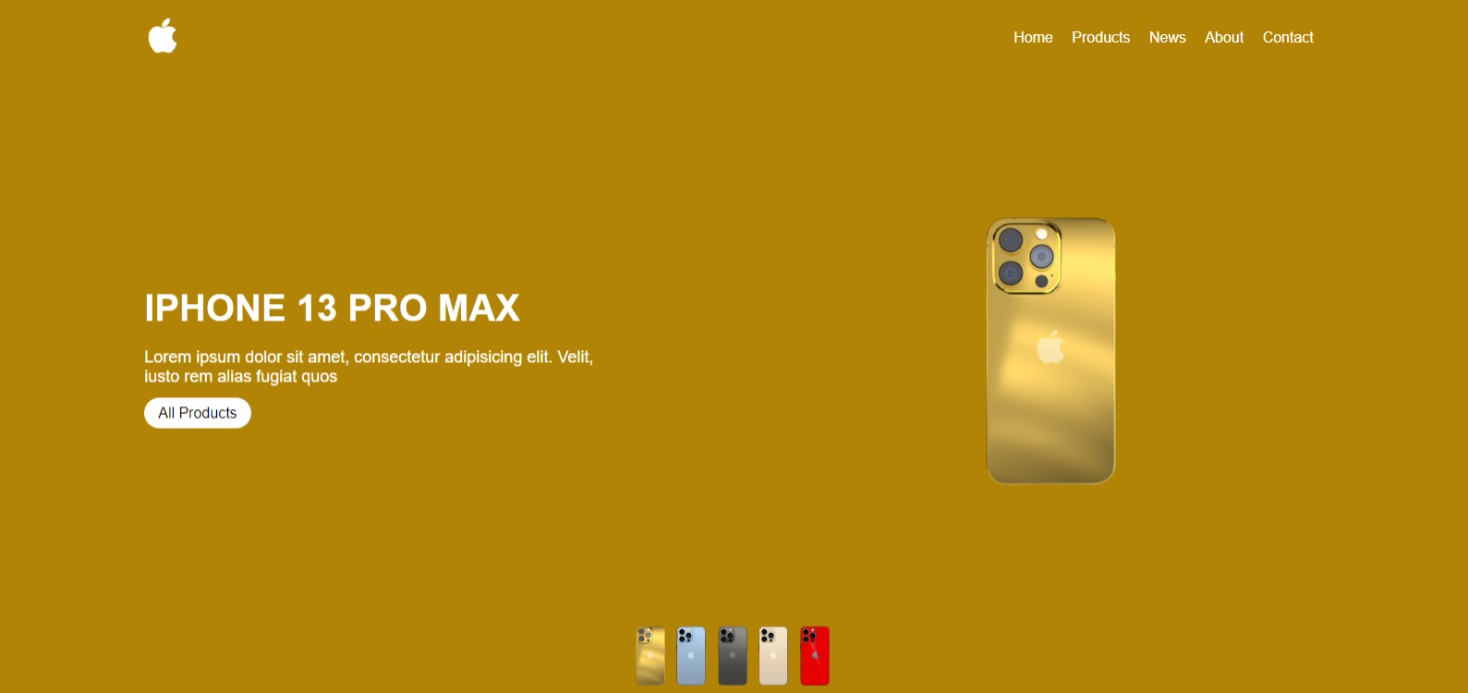 Home Products News About Contact
IPHONE 13 PRO MAX
Lorem ipsum dolor sit amet, consectetur adipisicing elit. Velit,
iusto rem alias fugiat quos
All Products